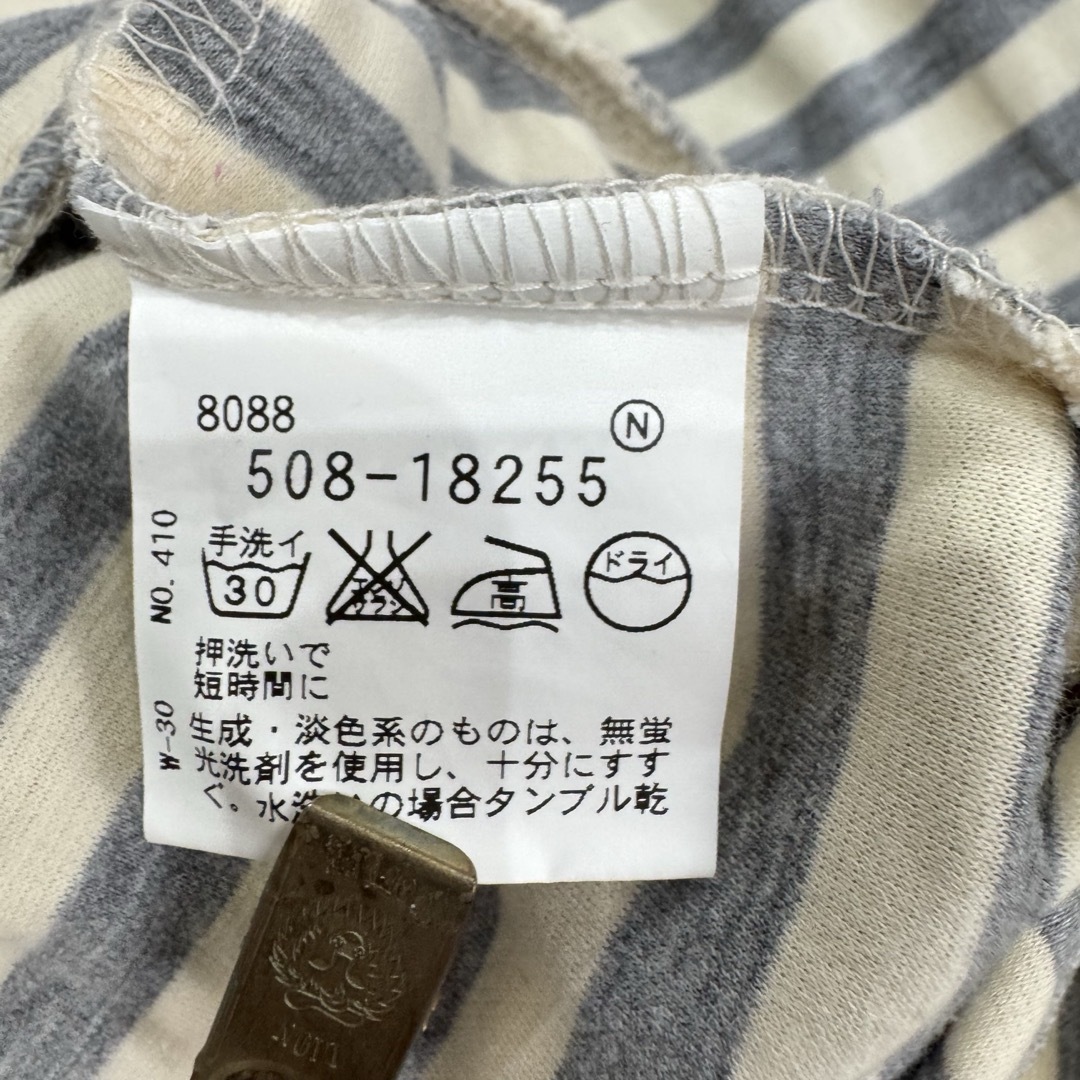 8088
N
508-18255
NO. 410
手洗イ
30
高
ドライ
押洗いで
短時間に
W-30
生成・淡色系のものは、無蛍
光洗剤を使用し、十分にすす
ぐ。水洗いの場合タンブル乾
LION